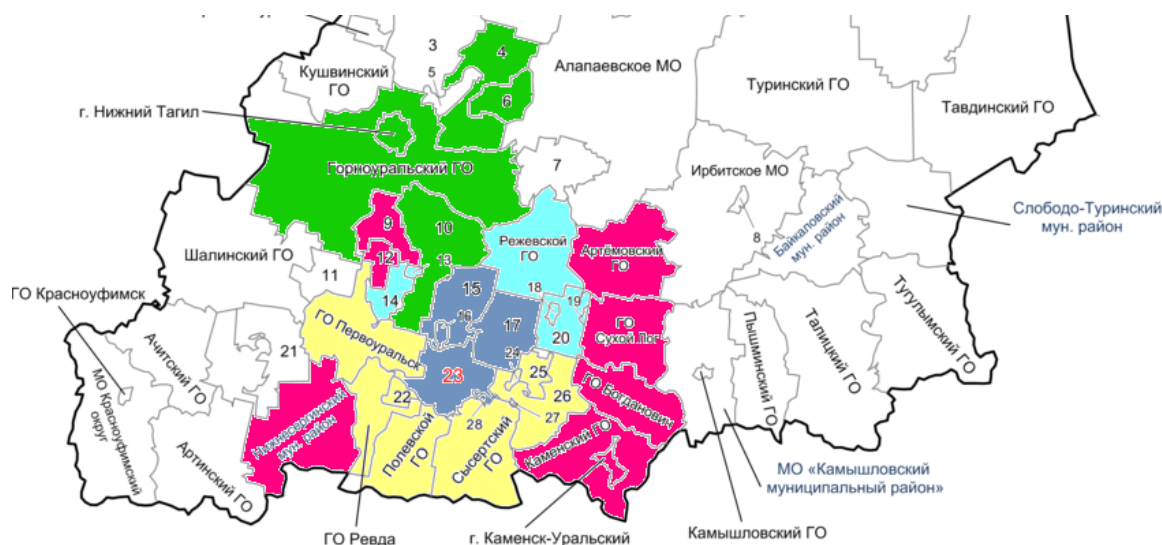 3
4
5
Кушвинский
ГО
6
Алапаевское МО
Туринский
ГО
Тавдинский ГО
г. Нижний Тагил
Горноуральский ГО
7
Ирбитское МО
8
Байкаловский
мун. район
Слободо-Туринский
мун. район
Шалинский ГО
9
10
12
13
Режевской
ГО
Артёмовский
ГО
11
14
15
16
17
18
19
20
ГО Красноуфимск
ГО Первоуральск
ГО
Сухой Лог
Пышминский ГО
Талицкий ГО
Тугулымский ГО
Ачитский ГО
21
22
23
24
25
26
27
28
МО Красноуфимский
округ
Артинский ГО
Нижнесергинский
мун. район
Полевской
ГО
Сысертский
ГО
ГО Богданович
Каменский ГО
МО «Камышловский
муниципальный район»
ГО Ревда
г. Каменск-Уральский
Камышловский ГО